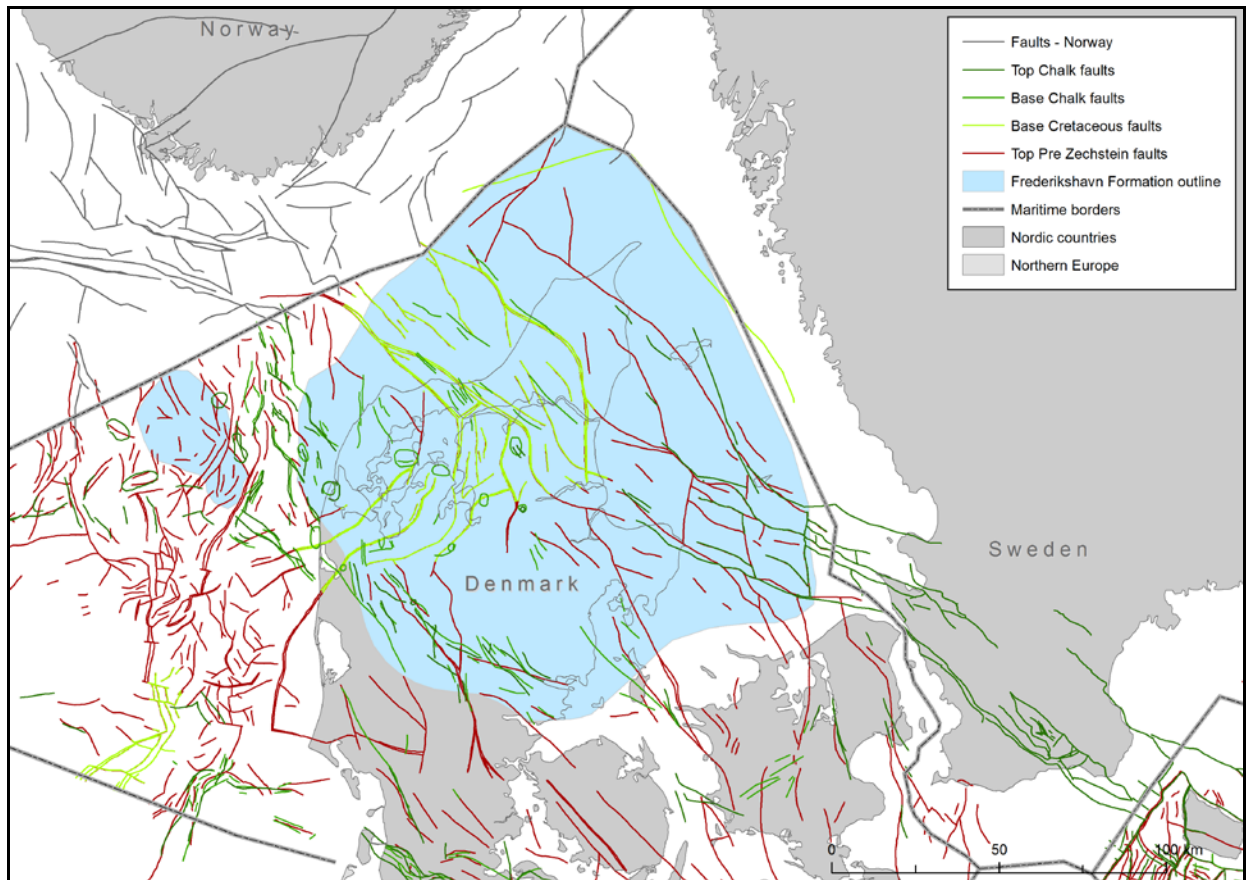 Norway
Faults - Norway
Top Chalk faults
Base Chalk faults
Base Cretaceous faults
Top Pre Zechstein faults
Frederikshavn Formation outline
Maritime borders
Nordic countries
Northern Europe
Sweden
Denmark
0 50 100 km